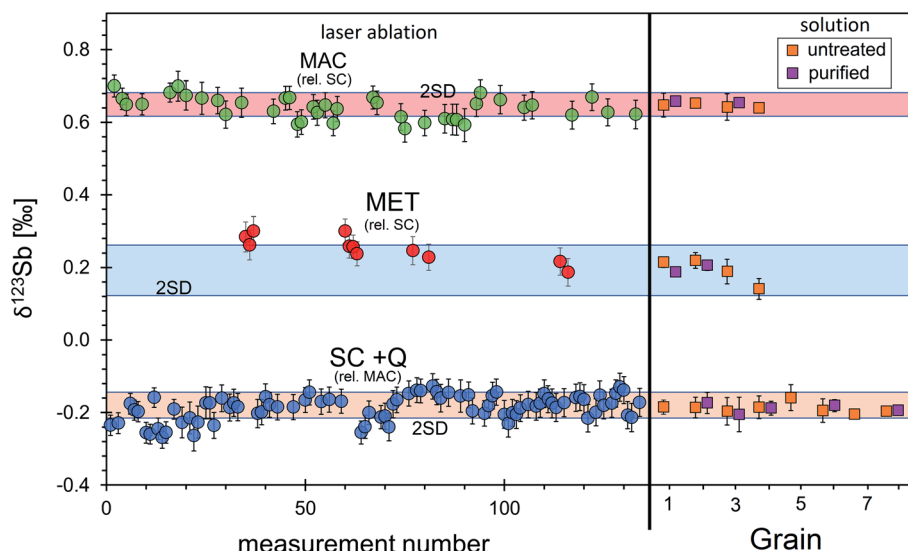 laser ablation
solution
untreated
purified
MAC
(rel. SC)
2SD
MET
(rel. SC)
2SD
SC +Q
(rel. MAC)
2SD
δ¹²³Sb [‰]
0.8
0.6
0.4
0.2
0.0
-0.2
-0.4
0
50
100
1
3
5
7
measurement number
Grain